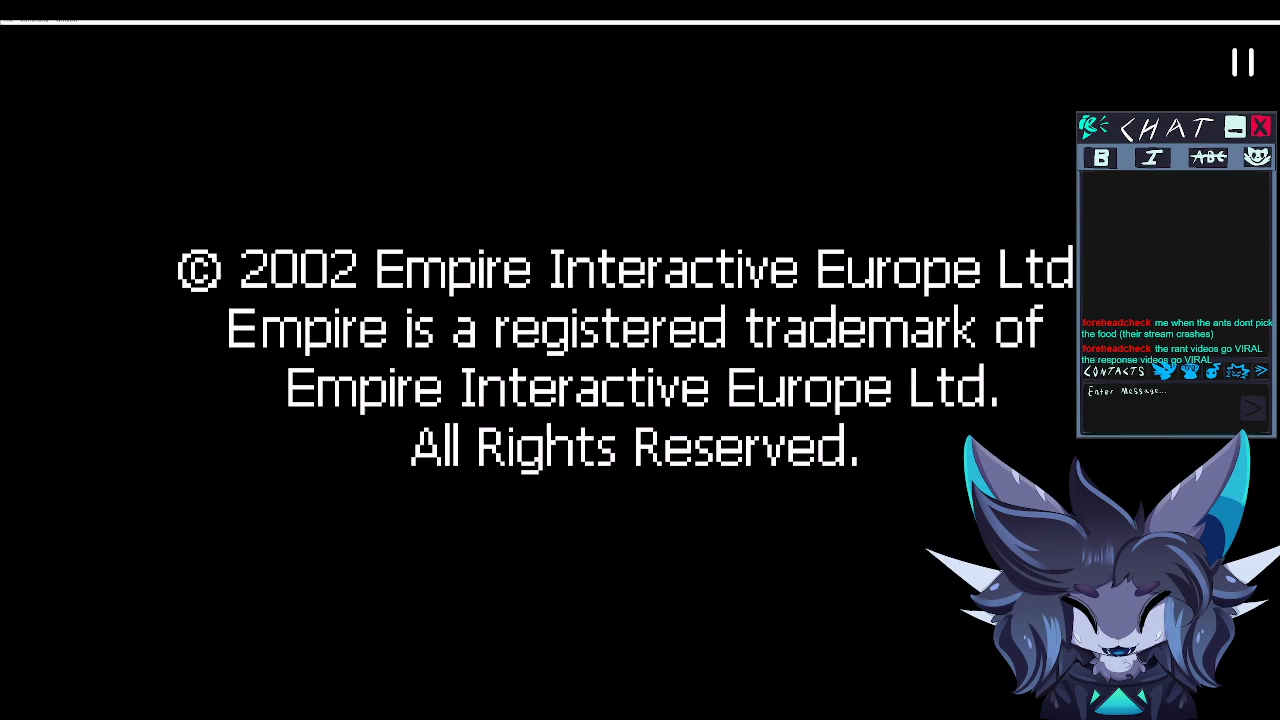 © 2002 Empire Interactive Europe Ltd
Empire is a registered trademark of
Empire Interactive Europe Ltd.
All Rights Reserved.
CHAT
B I ABC
foreheadcheck me when the ants dont pick
the food (their stream crashes)
foreheadcheck the rant videos go VIRAL
the response videos go VIRAL
CONTACTS
Enter Message...